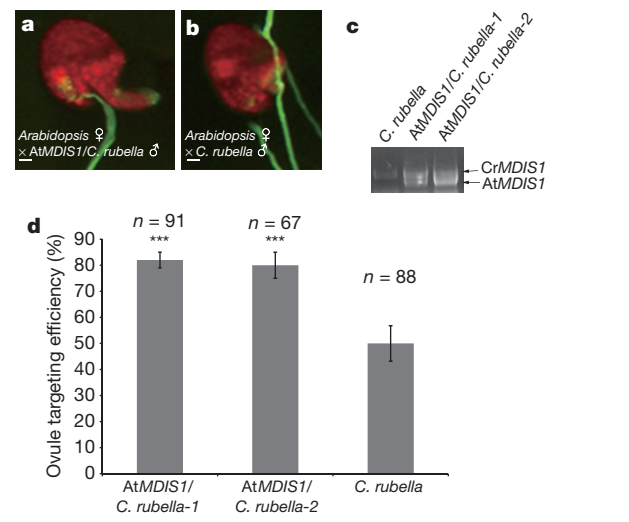 a
Arabidopsis ♀
× AtMDIS1/C. rubella ♂
b
Arabidopsis ♀
× C. rubella ♂
c
C. rubella
AtMDIS1/C. rubella-1
AtMDIS1/C. rubella-2
CrMDIS1
AtMDIS1
d
Ovule targeting efficiency (%)
90
80
70
60
50
40
30
20
10
0
n = 91
***
n = 67
***
n = 88
AtMDIS1/
C. rubella-1
AtMDIS1/
C. rubella-2
C. rubella